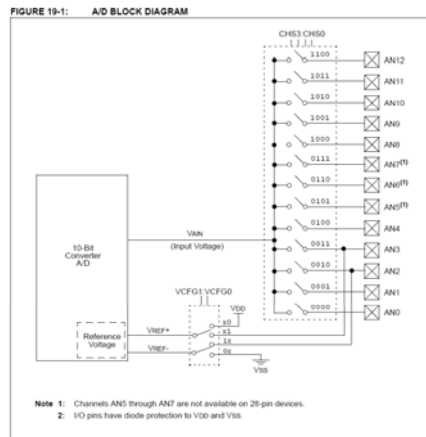 FIGURE 19-1: A/D BLOCK DIAGRAM
CHS3:CHS0
1100 AN12
1011 AN11
1010 AN10
1001 AN9
1000 AN8
0111 AN7(1)
0110 AN6(1)
0101 AN5(1)
0100 AN4
0011 AN3
0010 AN2
0001 AN1
0000 AN0
10-Bit
Converter
A/D
VAIN
(Input Voltage)
VCFG1:VCFG0
VDD
Reference
Voltage
VREF+
VREF-
x0
x1
1x
0x
VSS
Note 1: Channels AN5 through AN7 are not available on 28-pin devices.
2: I/O pins have diode protection to VDD and VSS.